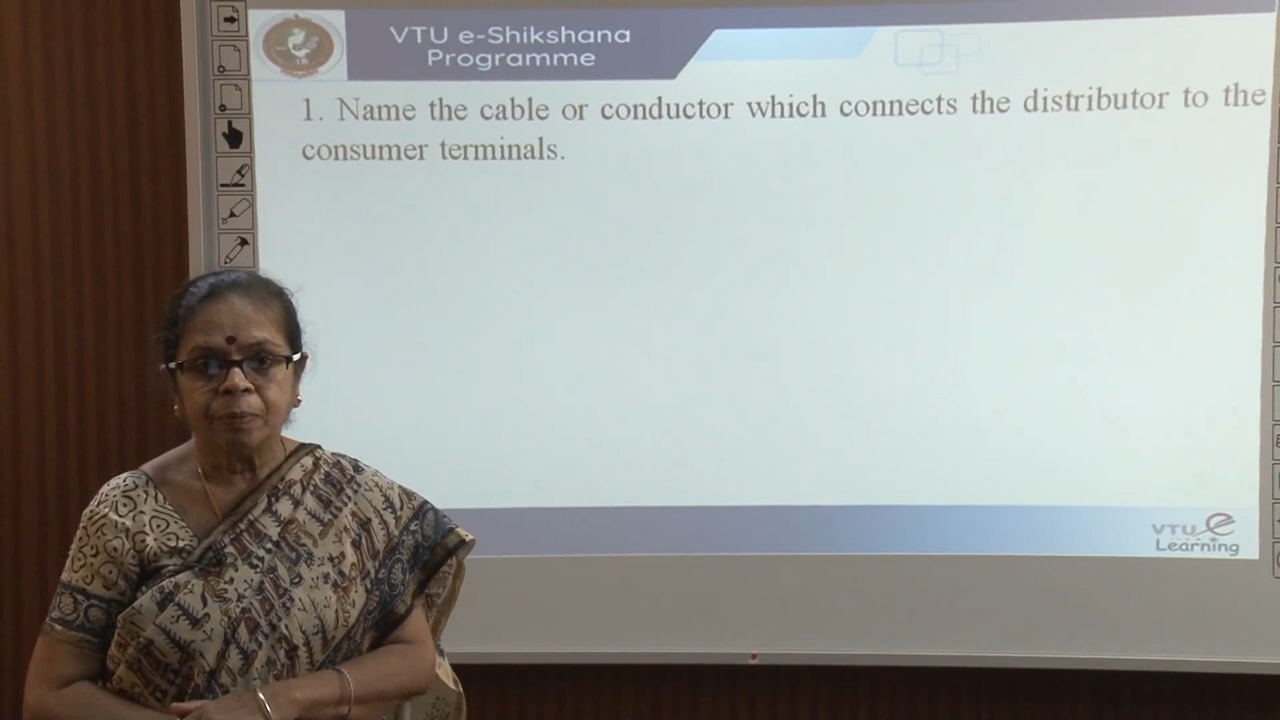 VTU e-Shikshana
Programme
1. Name the cable or conductor which connects the distributor to the
consumer terminals.
VTU e
Learning